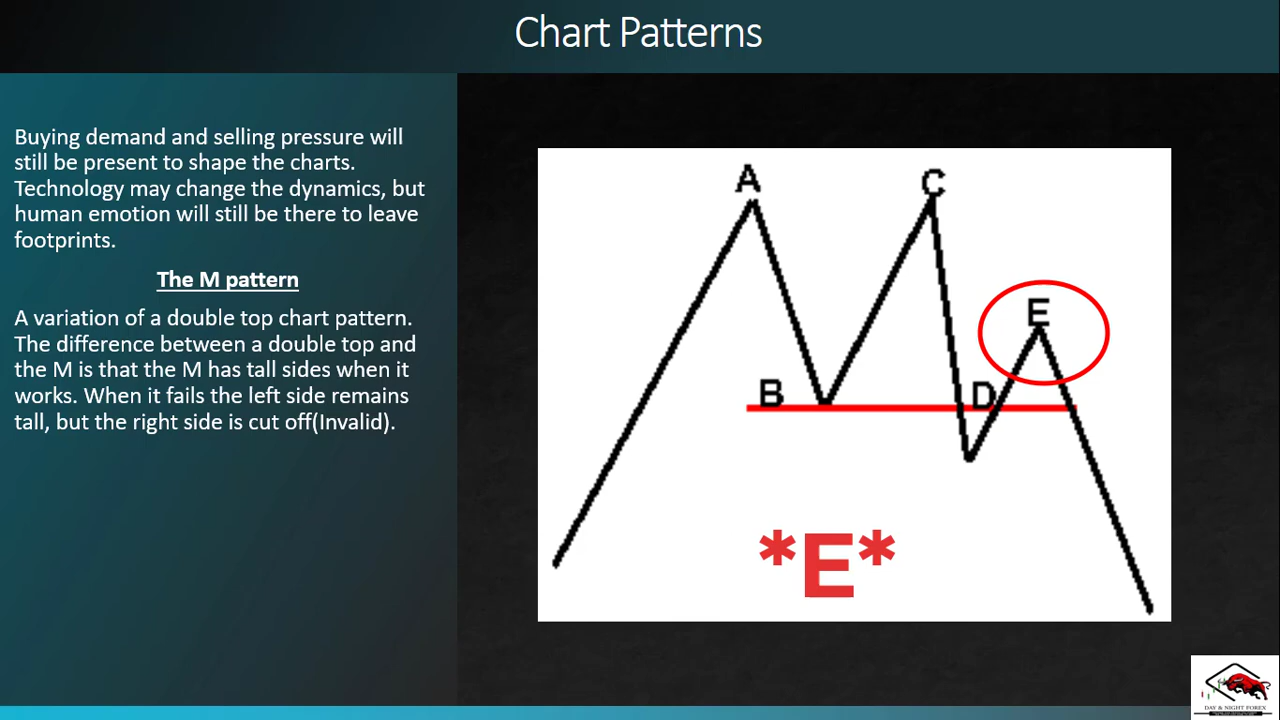 Chart Patterns
Buying demand and selling pressure will
still be present to shape the charts.
Technology may change the dynamics, but
human emotion will still be there to leave
footprints.
The M pattern
A variation of a double top chart pattern.
The difference between a double top and
the M is that the M has tall sides when it
works. When it fails the left side remains
tall, but the right side is cut off(Invalid).
A
C
E
B
D
*E*
DAY & NIGHT FOREX